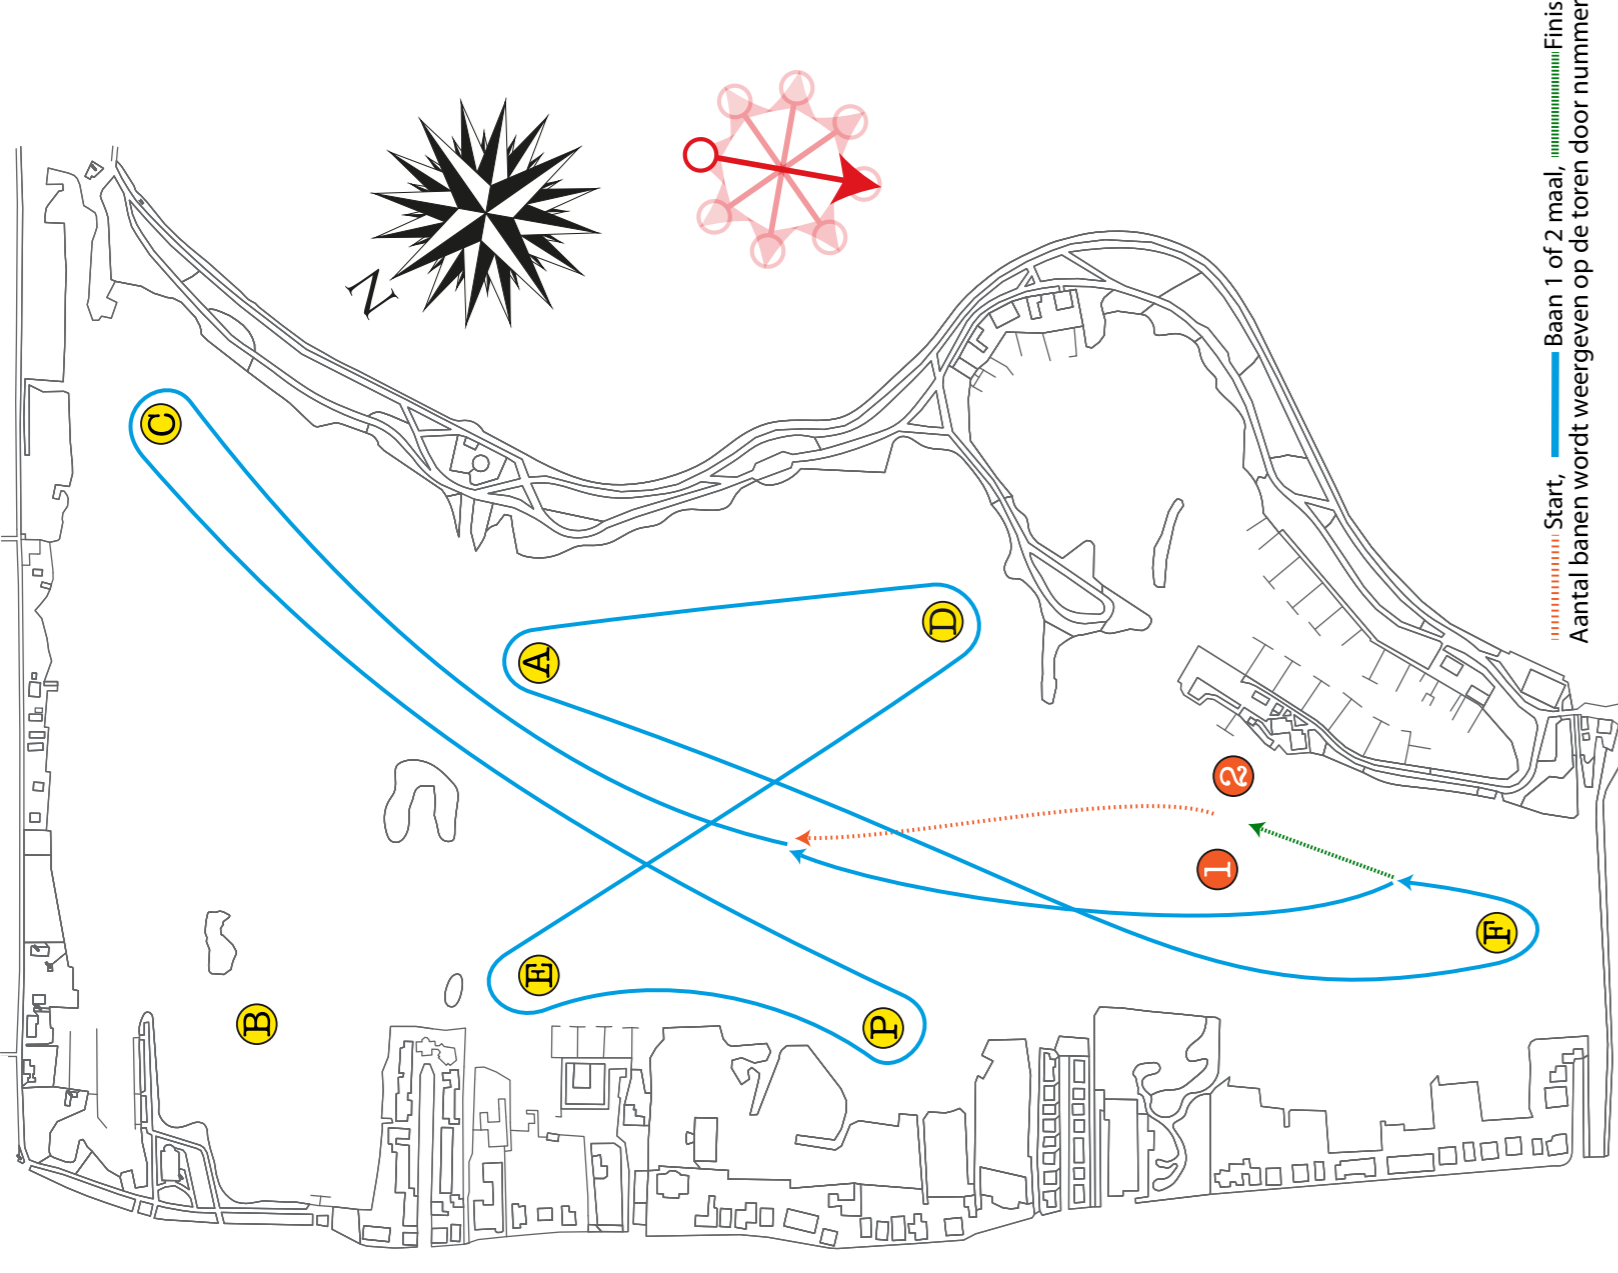 N
C
A
D
2
1
E
F
B
P
Start, Baan 1 of 2 maal, Finis
Aantal banen wordt weergeven op de toren door nummer